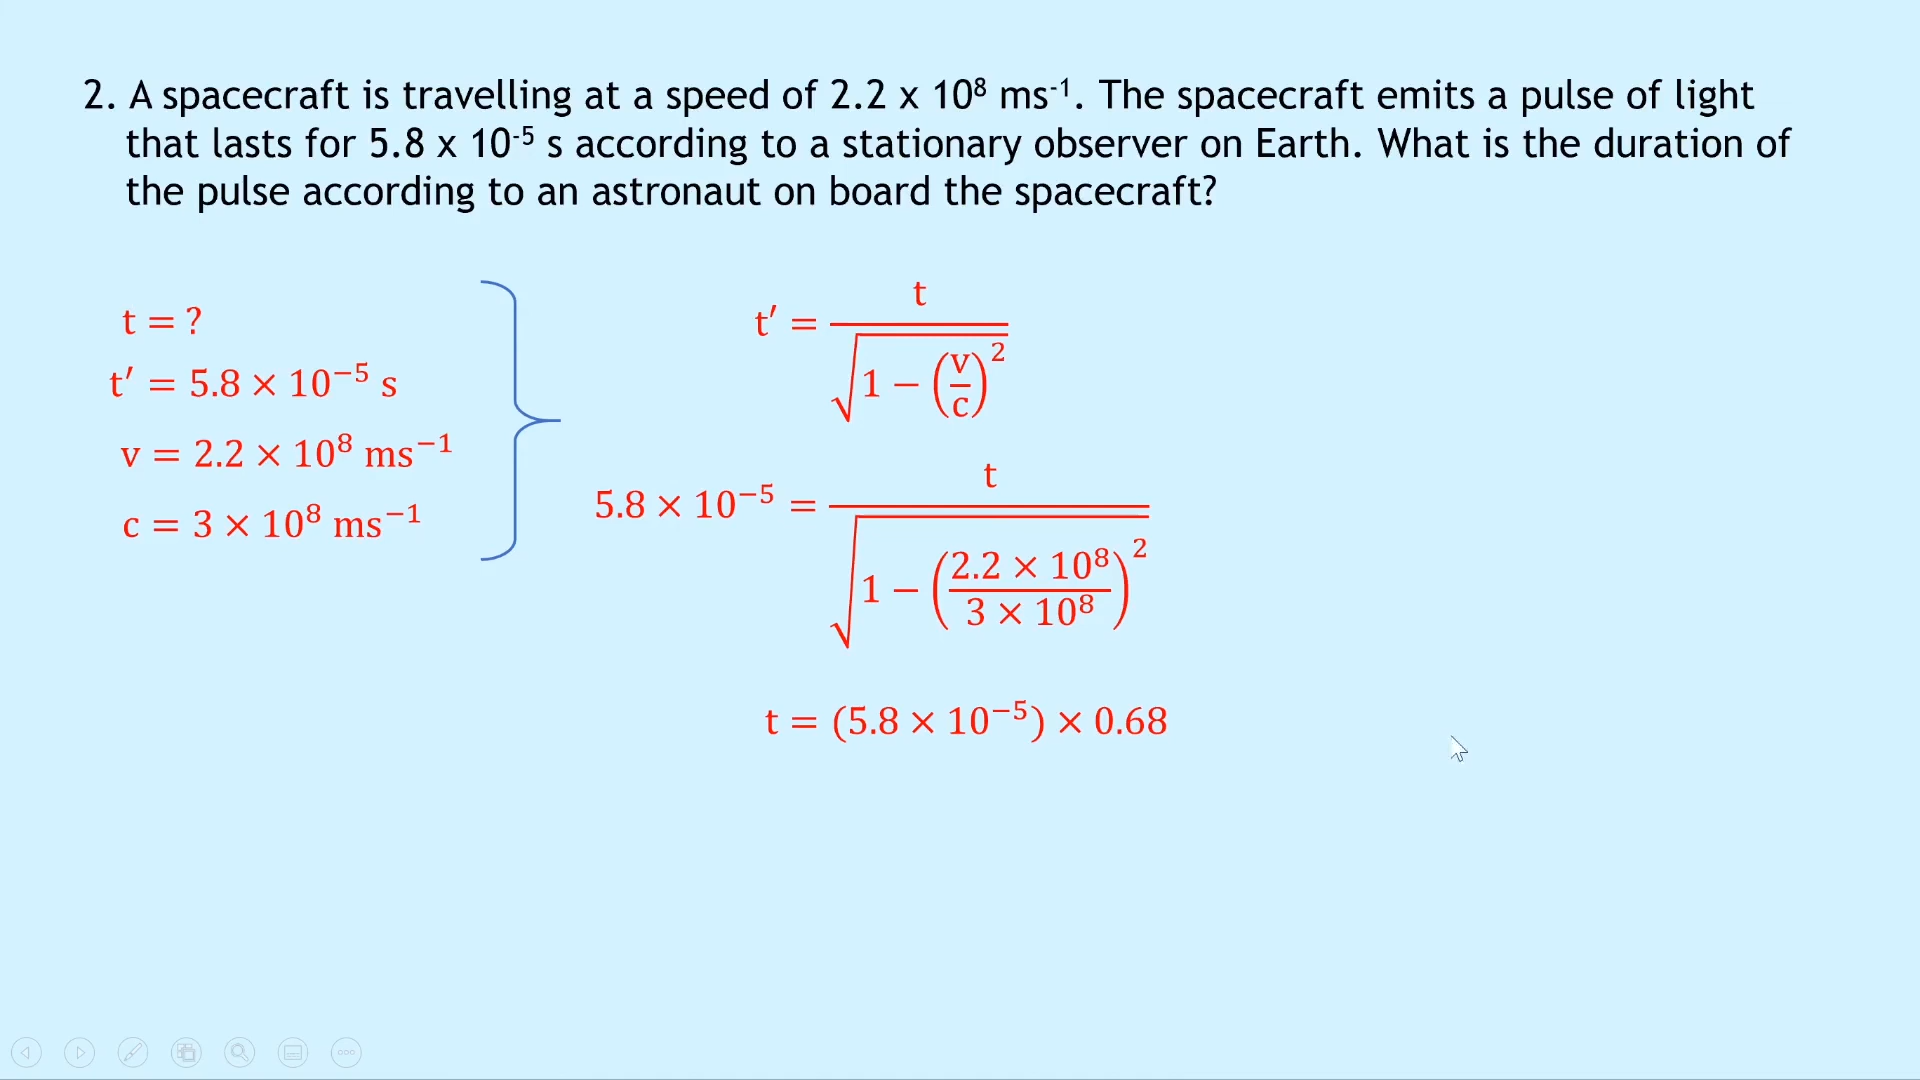 2. A spacecraft is travelling at a speed of 2.2 x 10⁸ ms⁻¹. The spacecraft emits a pulse of light
that lasts for 5.8 x 10⁻⁵ s according to a stationary observer on Earth. What is the duration of
the pulse according to an astronaut on board the spacecraft?
t = ?
t′ = 5.8 × 10⁻⁵ s
v = 2.2 × 10⁸ ms⁻¹
c = 3 × 10⁸ ms⁻¹
t′ = t / √(1 − (v/c)²)
5.8 × 10⁻⁵ = t / √(1 − (2.2 × 10⁸ / 3 × 10⁸)²)
t = (5.8 × 10⁻⁵) × 0.68